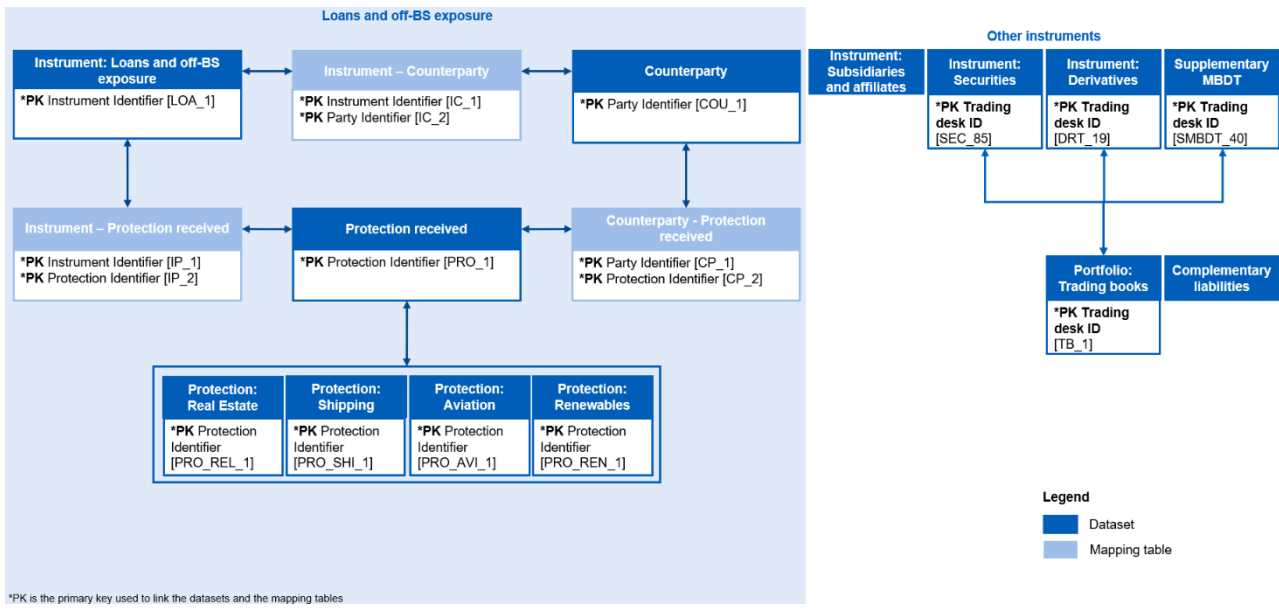 Loans and off-BS exposure
Instrument: Loans and off-BS
exposure
*PK Instrument Identifier [LOA_1]
Instrument – Counterparty
*PK Instrument Identifier [IC_1]
*PK Party Identifier [IC_2]
Counterparty
*PK Party Identifier [COU_1]
Instrument – Protection received
*PK Instrument Identifier [IP_1]
*PK Protection Identifier [IP_2]
Protection received
*PK Protection Identifier [PRO_1]
Counterparty - Protection
received
*PK Party Identifier [CP_1]
*PK Protection Identifier [CP_2]
Protection:
Real Estate
*PK Protection
Identifier
[PRO_REL_1]
Protection:
Shipping
*PK Protection
Identifier
[PRO_SHI_1]
Protection:
Aviation
*PK Protection
Identifier
[PRO_AVI_1]
Protection:
Renewables
*PK Protection
Identifier
[PRO_REN_1]
*PK is the primary key used to link the datasets and the mapping tables
Other instruments
Instrument:
Subsidiaries
and affiliates
Instrument:
Securities
*PK Trading
desk ID
[SEC_85]
Instrument:
Derivatives
*PK Trading
desk ID
[DRT_19]
Supplementary
MBDT
*PK Trading
desk ID
[SMBDT_40]
Portfolio:
Trading books
*PK Trading
desk ID
[TB_1]
Complementary
liabilities
Legend
Dataset
Mapping table